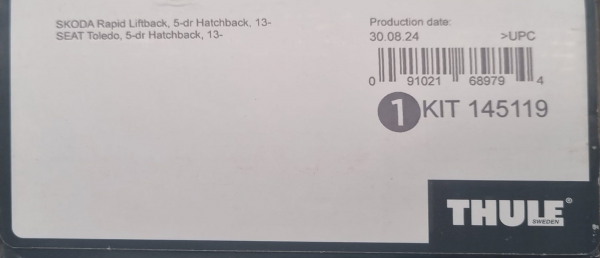 SKODA Rapid Liftback, 5-dr Hatchback, 13-
SEAT Toledo, 5-dr Hatchback, 13-
Production date:
30.08.24 >UPC
0 91021 68979 4
1 KIT 145119
THULE®
SWEDEN